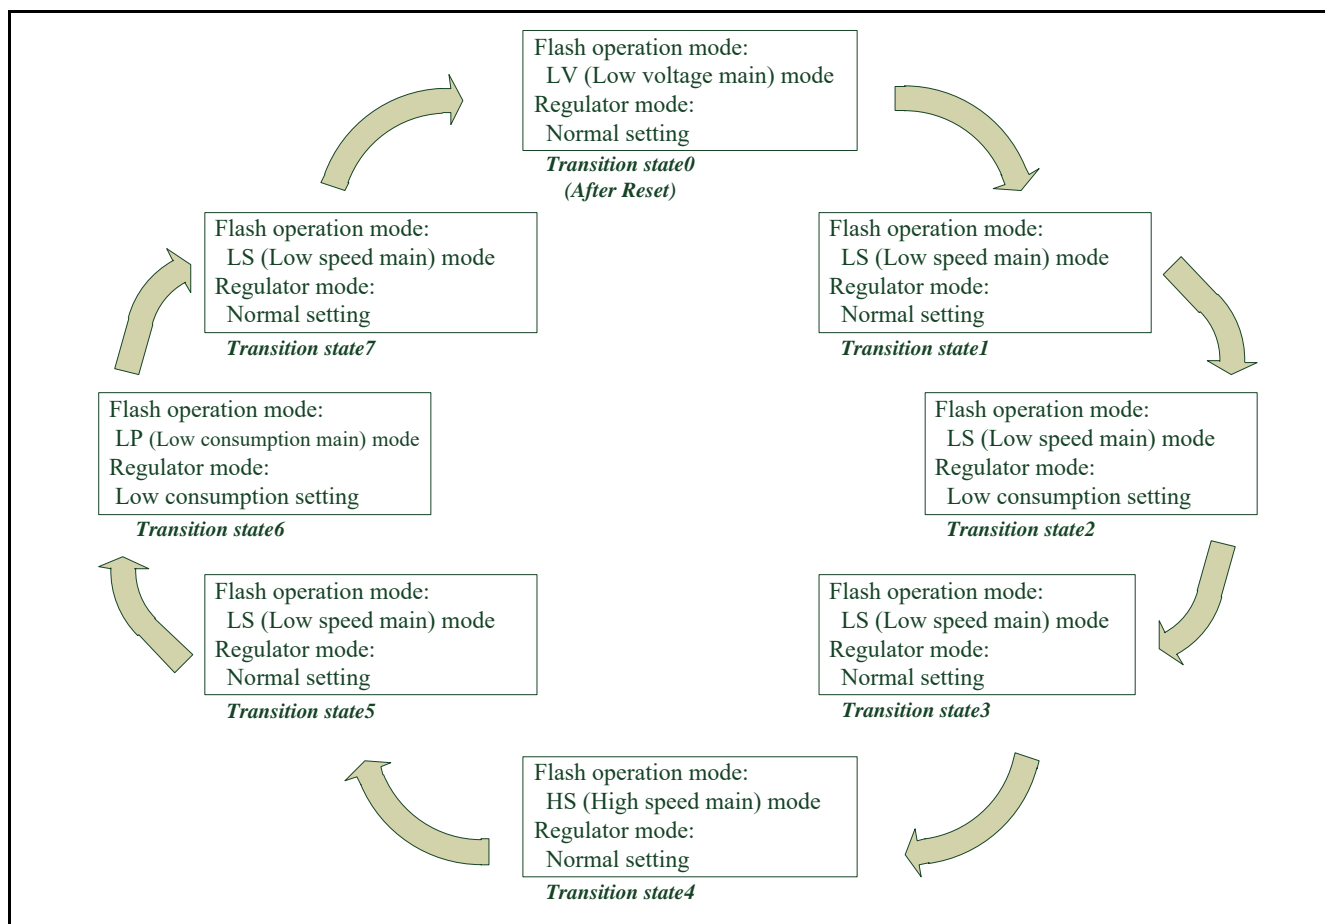 Flash operation mode:
LV (Low voltage main) mode
Regulator mode:
Normal setting
Transition state0
(After Reset)
Flash operation mode:
LS (Low speed main) mode
Regulator mode:
Normal setting
Transition state1
Flash operation mode:
LS (Low speed main) mode
Regulator mode:
Low consumption setting
Transition state2
Flash operation mode:
LS (Low speed main) mode
Regulator mode:
Normal setting
Transition state3
Flash operation mode:
HS (High speed main) mode
Regulator mode:
Normal setting
Transition state4
Flash operation mode:
LS (Low speed main) mode
Regulator mode:
Normal setting
Transition state5
Flash operation mode:
LP (Low consumption main) mode
Regulator mode:
Low consumption setting
Transition state6
Flash operation mode:
LS (Low speed main) mode
Regulator mode:
Normal setting
Transition state7